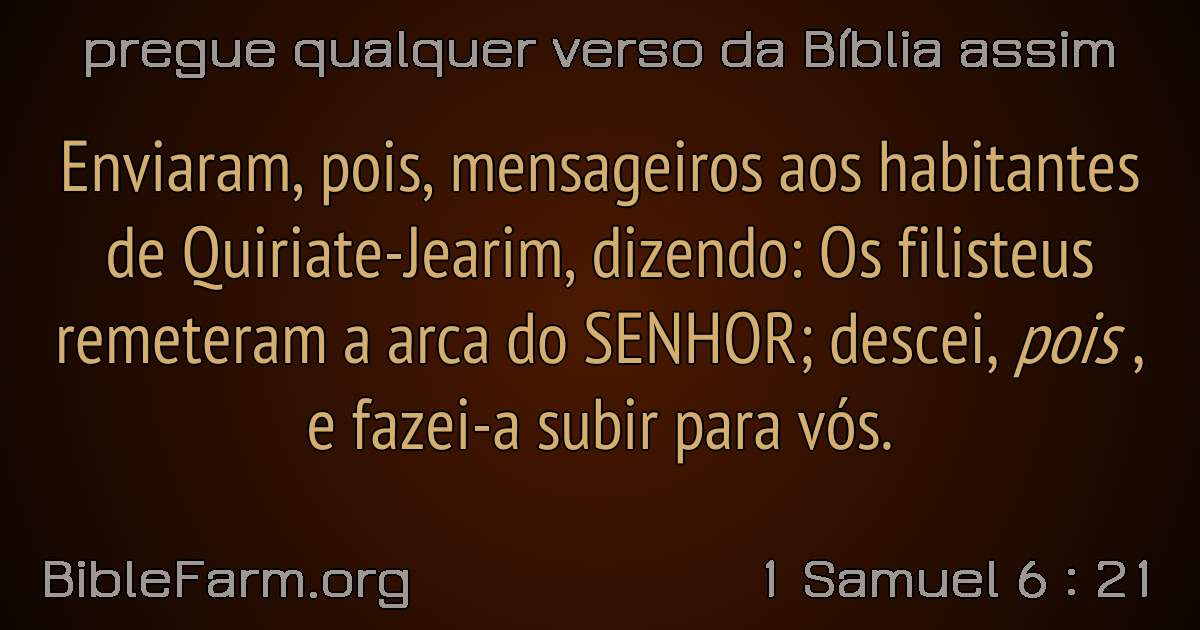 pregue qualquer verso da Bíblia assim
Enviaram, pois, mensageiros aos habitantes
de Quiriate-Jearim, dizendo: Os filisteus
remeteram a arca do SENHOR; descei, pois ,
e fazei-a subir para vós.
BibleFarm.org
1 Samuel 6 : 21